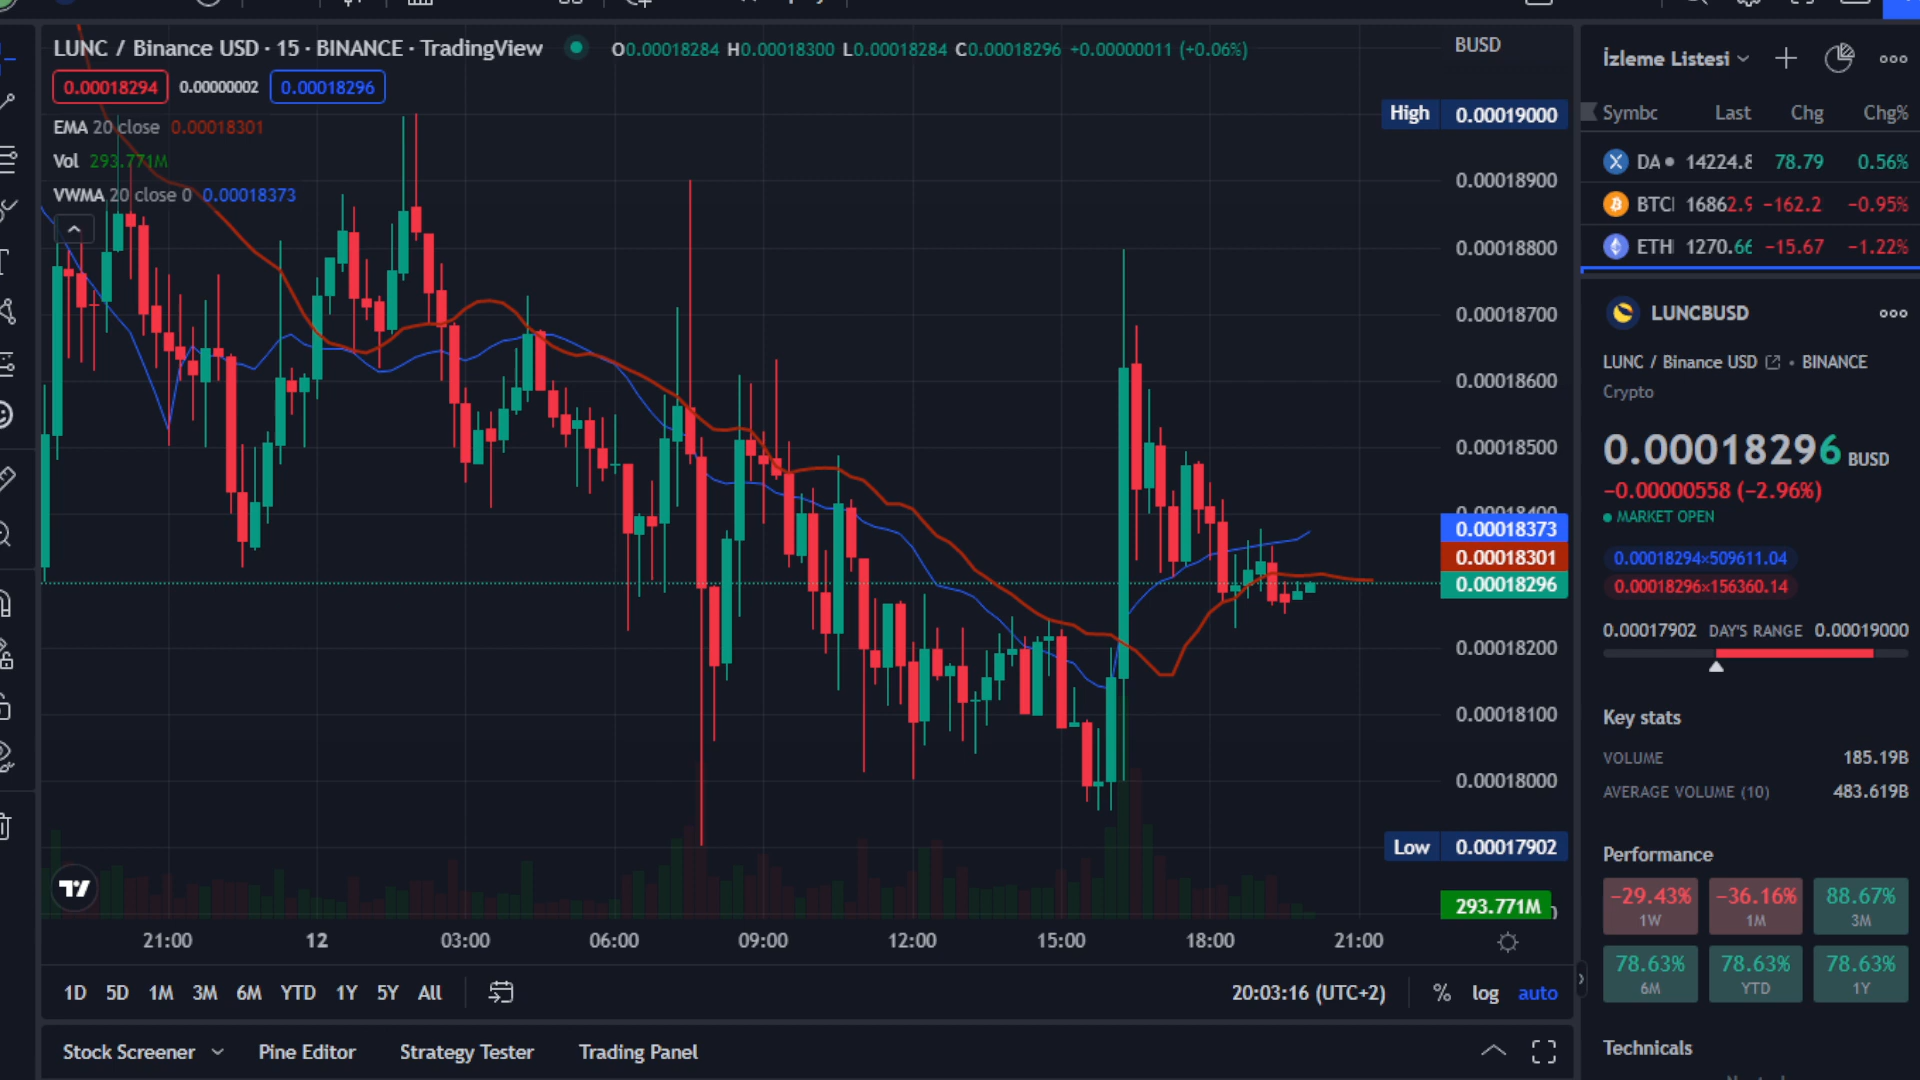 LUNC / Binance USD · 15 · BINANCE · TradingView O0.00018284 H0.00018300 L0.00018284 C0.00018296 +0.00000011 (+0.06%)
0.00018294 0.00000002 0.00018296
EMA 20 close 0.00018301
Vol 293.771M
VWMA 20 close 0 0.00018373
BUSD
High 0.00019000
0.00018900
0.00018800
0.00018700
0.00018600
0.00018500
0.00018400
0.00018373
0.00018301
0.00018296
0.00018200
0.00018100
0.00018000
Low 0.00017902
293.771M
21:00 12 03:00 06:00 09:00 12:00 15:00 18:00 21:00
1D 5D 1M 3M 6M YTD 1Y 5Y All 20:03:16 (UTC+2) % log auto
Stock Screener Pine Editor Strategy Tester Trading Panel
İzleme Listesi
Symbc Last Chg Chg%
DA 14224.8 78.79 0.56%
BTC 16862.9 −162.2 −0.95%
ETH 1270.66 −15.67 −1.22%
LUNCBUSD
LUNC / Binance USD • BINANCE
Crypto
0.00018296 BUSD
−0.00000558 (−2.96%)
MARKET OPEN
0.00018294×509611.04
0.00018296×156360.14
0.00017902 DAY'S RANGE 0.00019000
Key stats
VOLUME 185.19B
AVERAGE VOLUME (10) 483.619B
Performance
−29.43% −36.16% 88.67%
1W 1M 3M
78.63% 78.63% 78.63%
6M YTD 1Y
Technicals